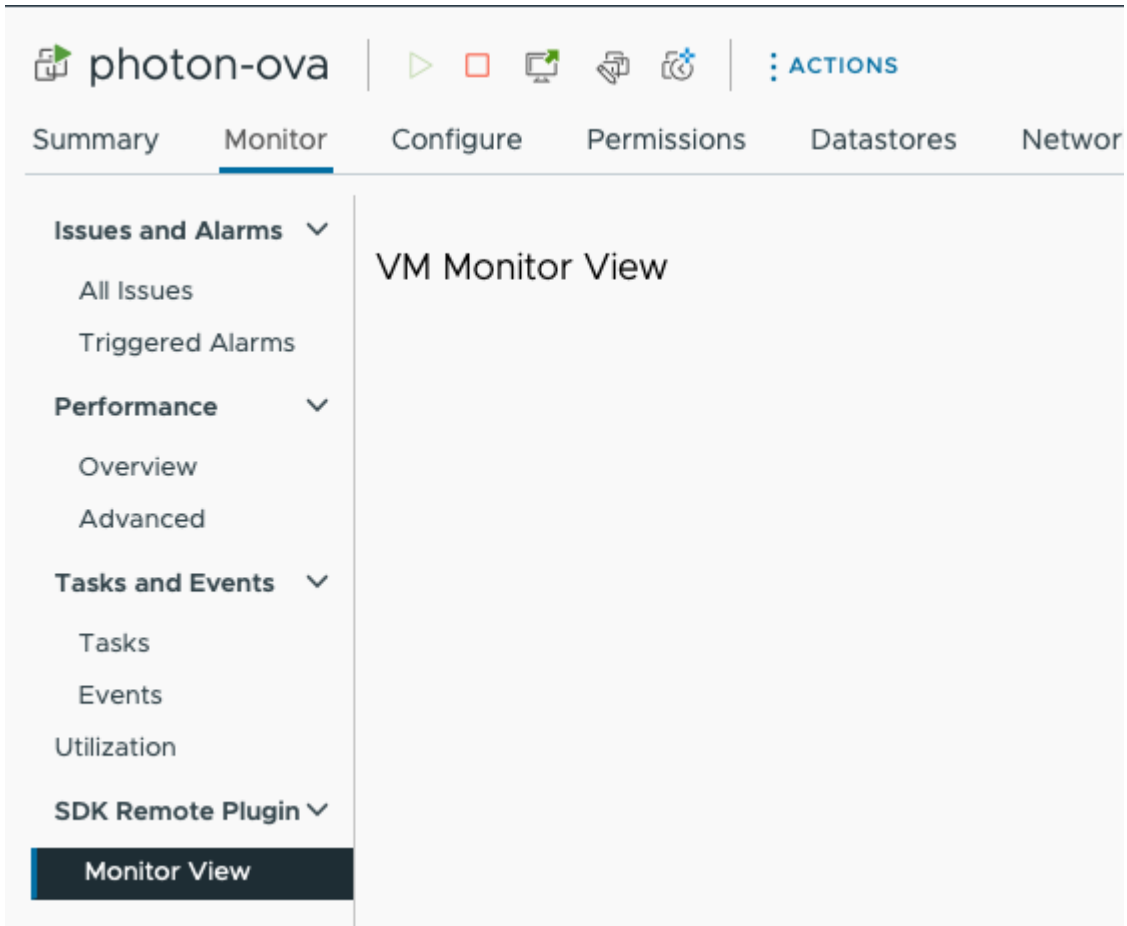 photon-ova ACTIONS
Summary Monitor Configure Permissions Datastores Networ
Issues and Alarms
All Issues
Triggered Alarms
Performance
Overview
Advanced
Tasks and Events
Tasks
Events
Utilization
SDK Remote Plugin
Monitor View
VM Monitor View